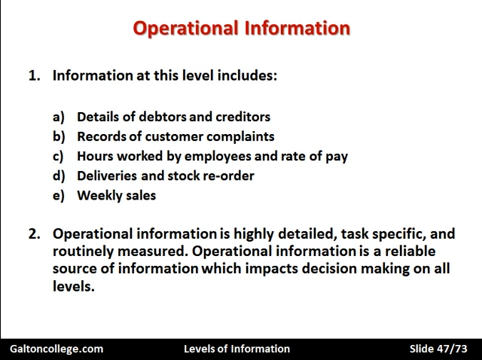 Operational Information
1. Information at this level includes:
a) Details of debtors and creditors
b) Records of customer complaints
c) Hours worked by employees and rate of pay
d) Deliveries and stock re-order
e) Weekly sales
2. Operational information is highly detailed, task specific, and
routinely measured. Operational information is a reliable
source of information which impacts decision making on all
levels.
Galtoncollege.com Levels of Information Slide 47/73